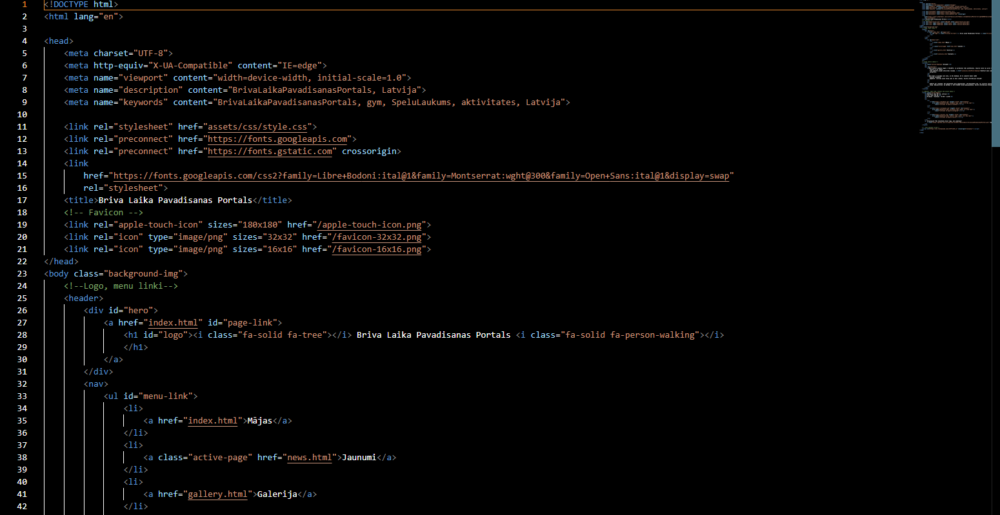 1 <!DOCTYPE html>
2 <html lang="en">
3
4 <head>
5 <meta charset="UTF-8">
6 <meta http-equiv="X-UA-Compatible" content="IE=edge">
7 <meta name="viewport" content="width=device-width, initial-scale=1.0">
8 <meta name="description" content="BrivaLaikaPavadisanasPortals, Latvija">
9 <meta name="keywords" content="BrivaLaikaPavadisanasPortals, gym, SpeluLaukums, aktivitates, Latvija">
10
11 <link rel="stylesheet" href="assets/css/style.css">
12 <link rel="preconnect" href="https://fonts.googleapis.com">
13 <link rel="preconnect" href="https://fonts.gstatic.com" crossorigin>
14 <link
15 href="https://fonts.googleapis.com/css2?family=Libre+Bodoni:ital@1&family=Montserrat:wght@300&family=Open+Sans:ital@1&display=swap"
16 rel="stylesheet">
17 <title>Briva Laika Pavadisanas Portals</title>
18 <!-- Favicon -->
19 <link rel="apple-touch-icon" sizes="180x180" href="/apple-touch-icon.png">
20 <link rel="icon" type="image/png" sizes="32x32" href="/favicon-32x32.png">
21 <link rel="icon" type="image/png" sizes="16x16" href="/favicon-16x16.png">
22 </head>
23 <body class="background-img">
24 <!--Logo, menu linki-->
25 <header>
26 <div id="hero">
27 <a href="index.html" id="page-link">
28 <h1 id="logo"><i class="fa-solid fa-tree"></i> Briva Laika Pavadisanas Portals <i class="fa-solid fa-person-walking"></i>
29 </h1>
30 </a>
31 </div>
32 <nav>
33 <ul id="menu-link">
34 <li>
35 <a href="index.html">Mājas</a>
36 </li>
37 <li>
38 <a class="active-page" href="news.html">Jaunumi</a>
39 </li>
40 <li>
41 <a href="gallery.html">Galerija</a>
42 </li>